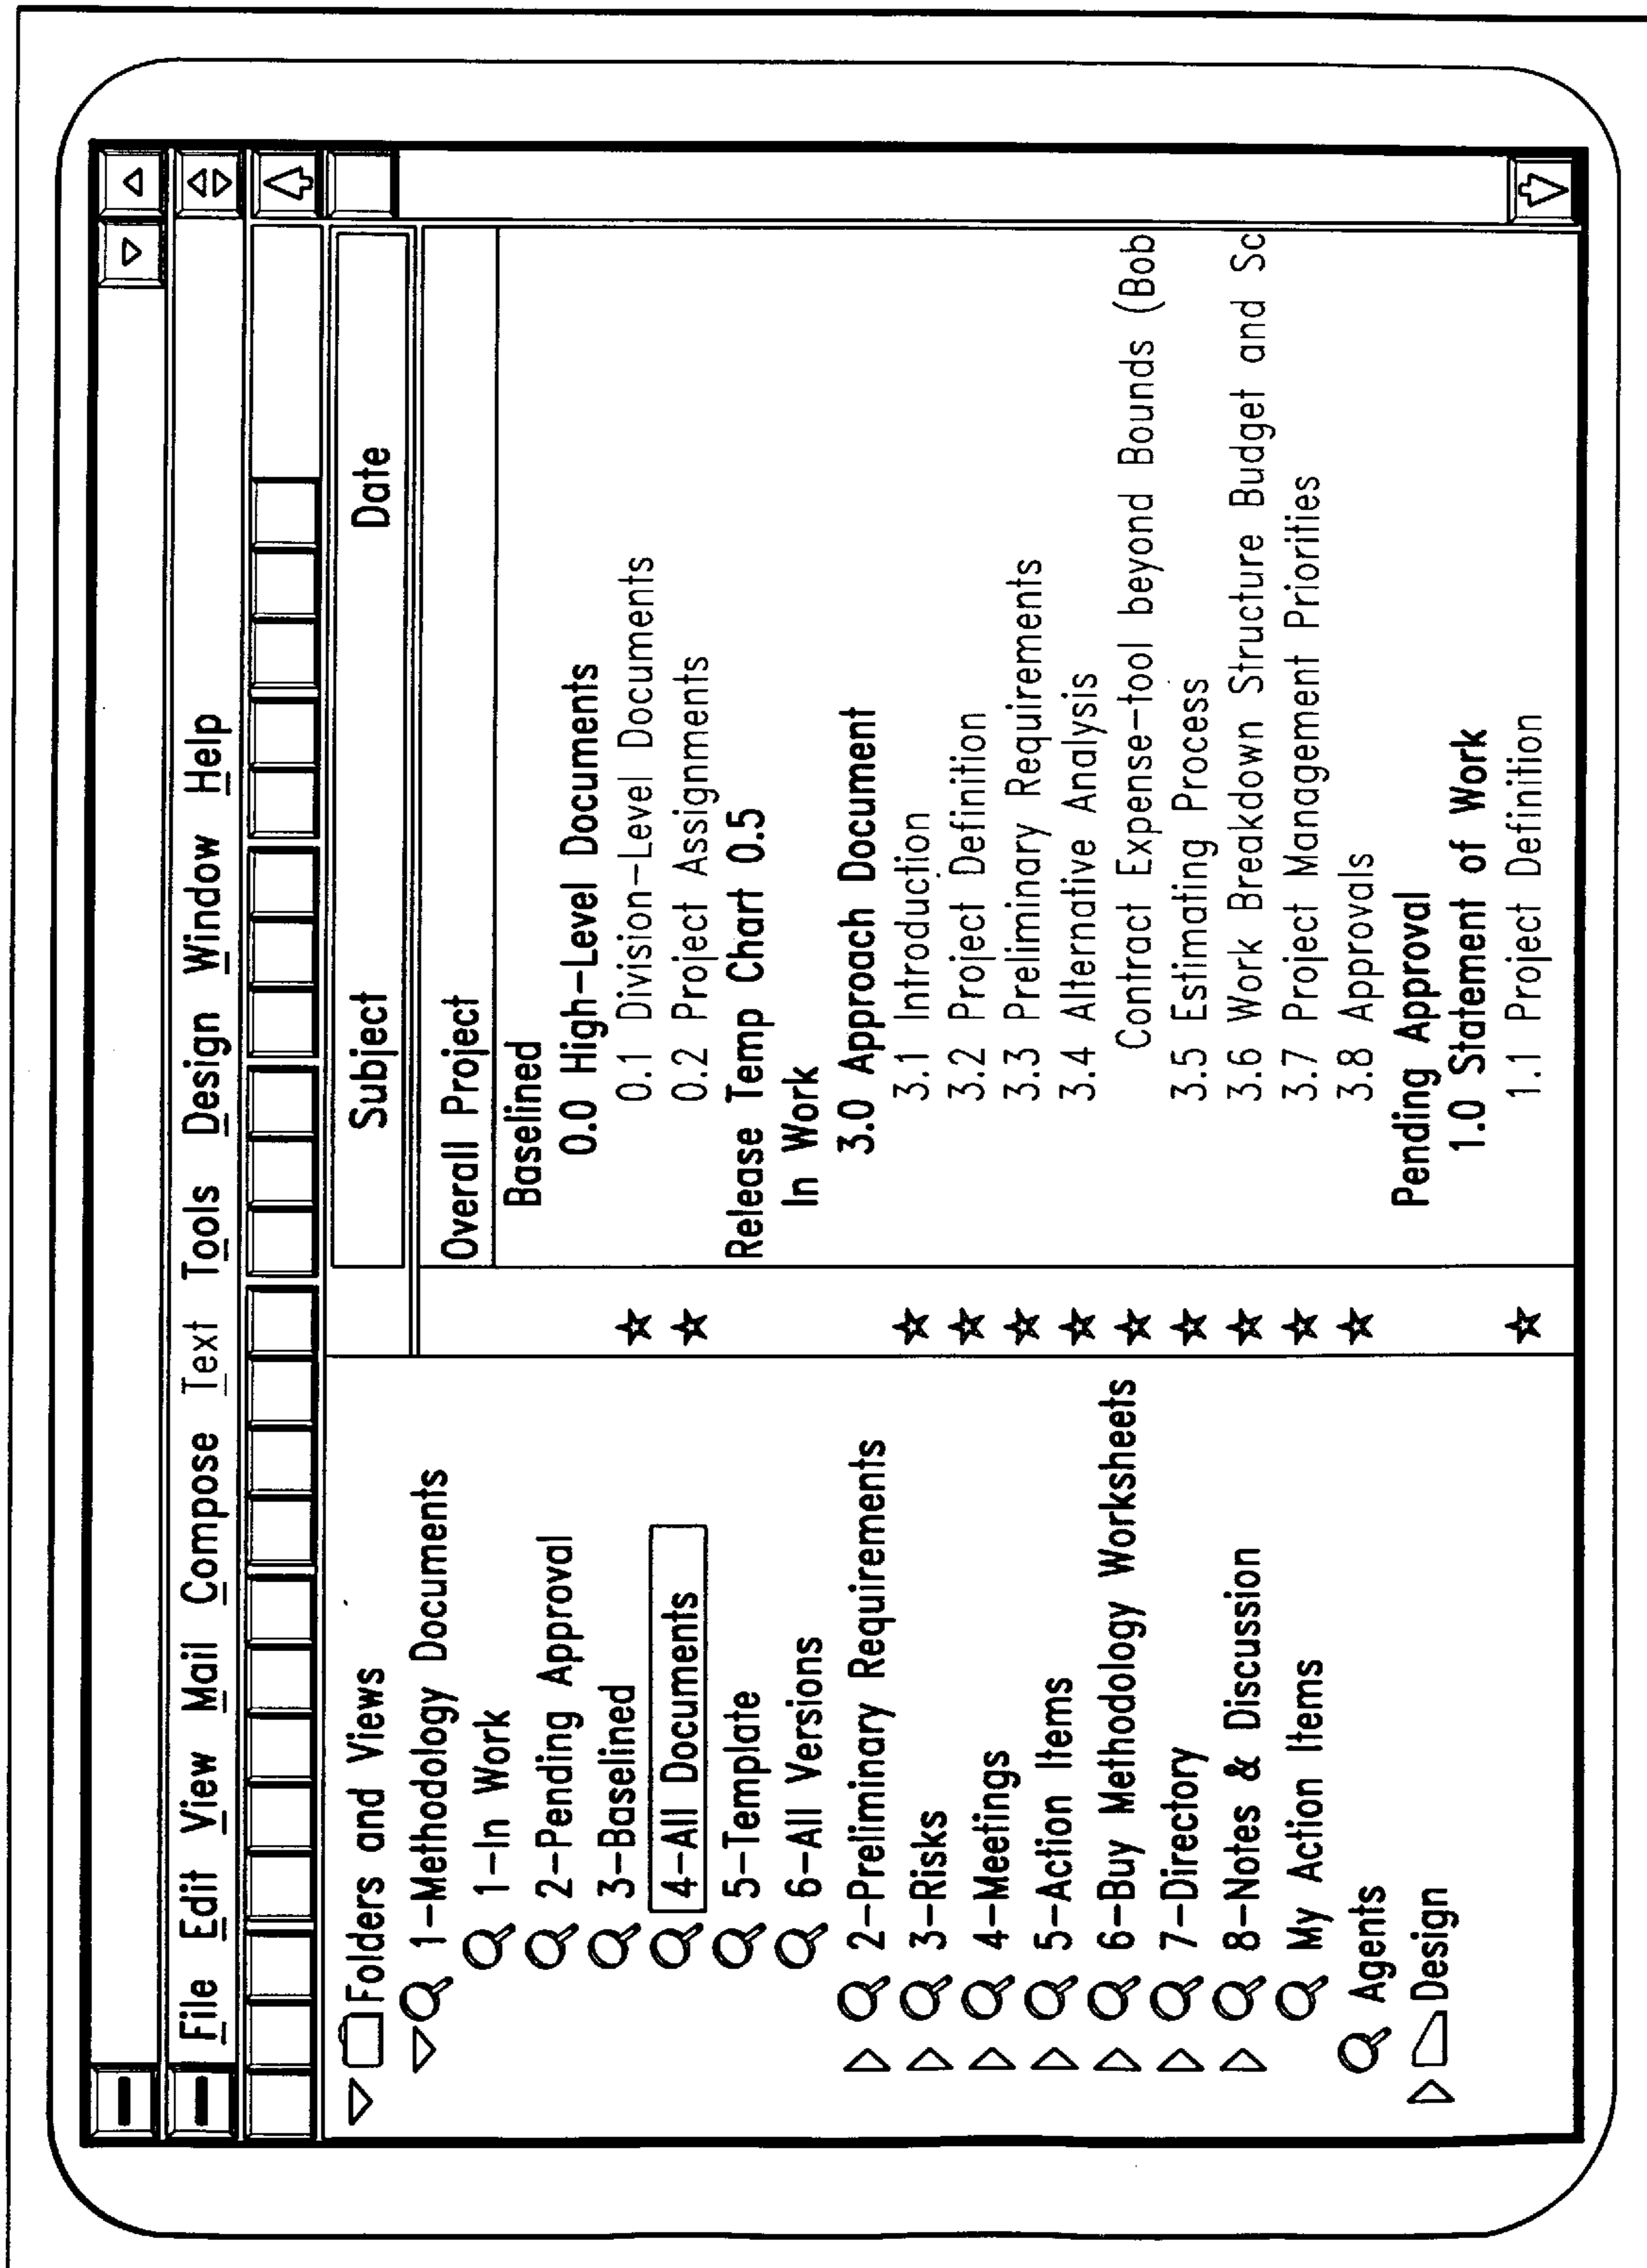 File Edit View Mail Compose Text Tools Design Window Help
Folders and Views
1-Methodology Documents
1-In Work
2-Pending Approval
3-Baselined
4-All Documents
5-Template
6-All Versions
2-Preliminary Requirements
3-Risks
4-Meetings
5-Action Items
6-Buy Methodology Worksheets
7-Directory
8-Notes & Discussion
My Action Items
Agents
Design
Subject Date
Overall Project
Baselined
0.0 High-Level Documents
0.1 Division-Level Documents
0.2 Project Assignments
Release Temp Chart 0.5
In Work
3.0 Approach Document
3.1 Introduction
3.2 Project Definition
3.3 Preliminary Requirements
3.4 Alternative Analysis
Contract Expense-tool beyond Bounds (Bob
3.5 Estimating Process
3.6 Work Breakdown Structure Budget and Sc
3.7 Project Management Priorities
3.8 Approvals
Pending Approval
1.0 Statement of Work
1.1 Project Definition